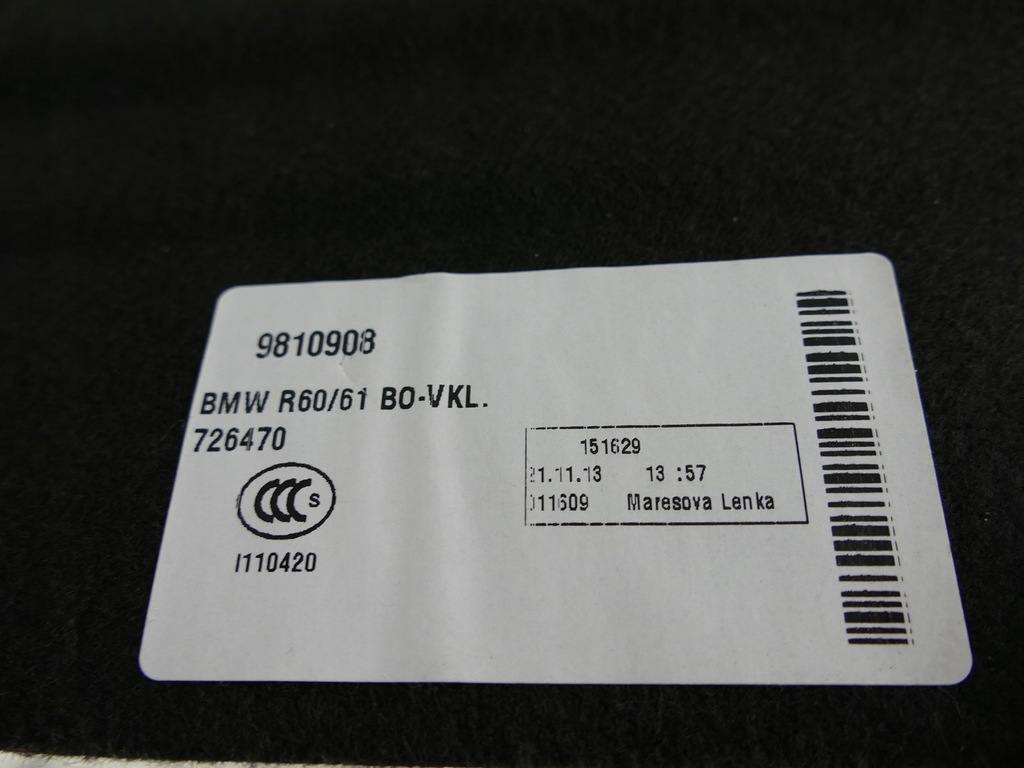 9810908
BMW R60/61 BO-VKL.
726470
CCC S
I110420
151629
21.11.13 13:57
011609 Maresova Lenka